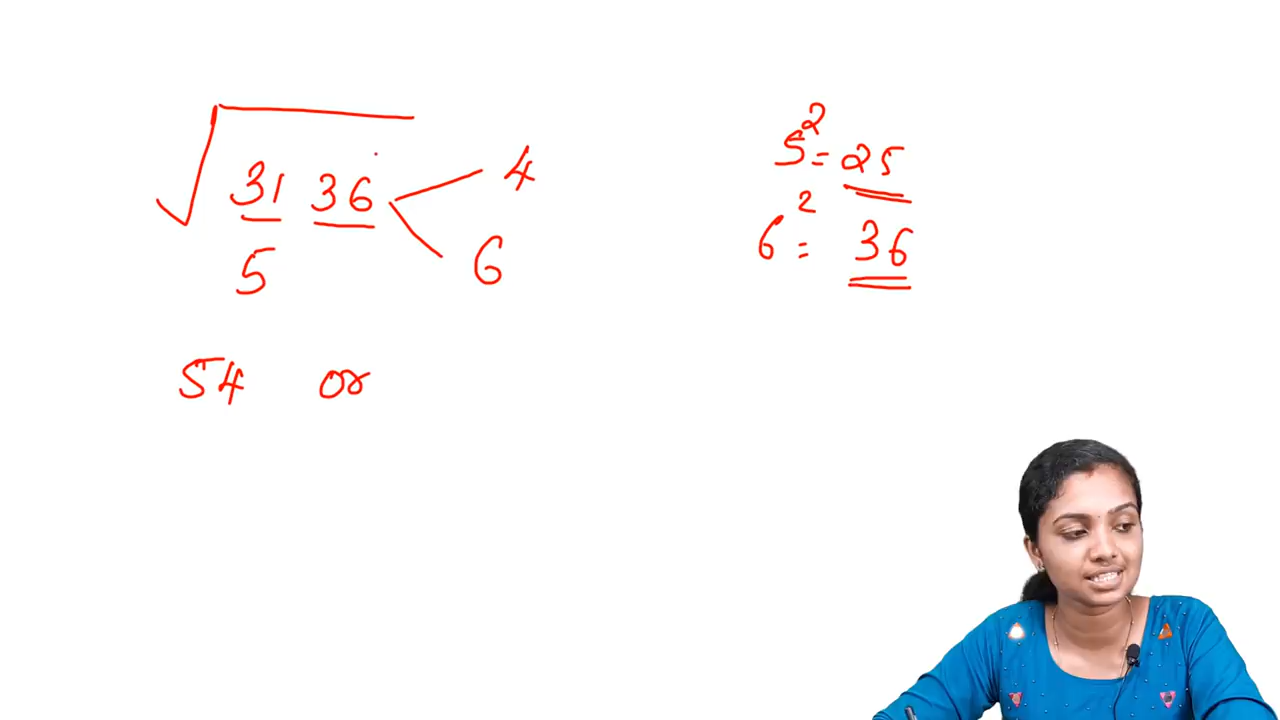 √31 36
4
6
5
54 or
5² = 25
6² = 36